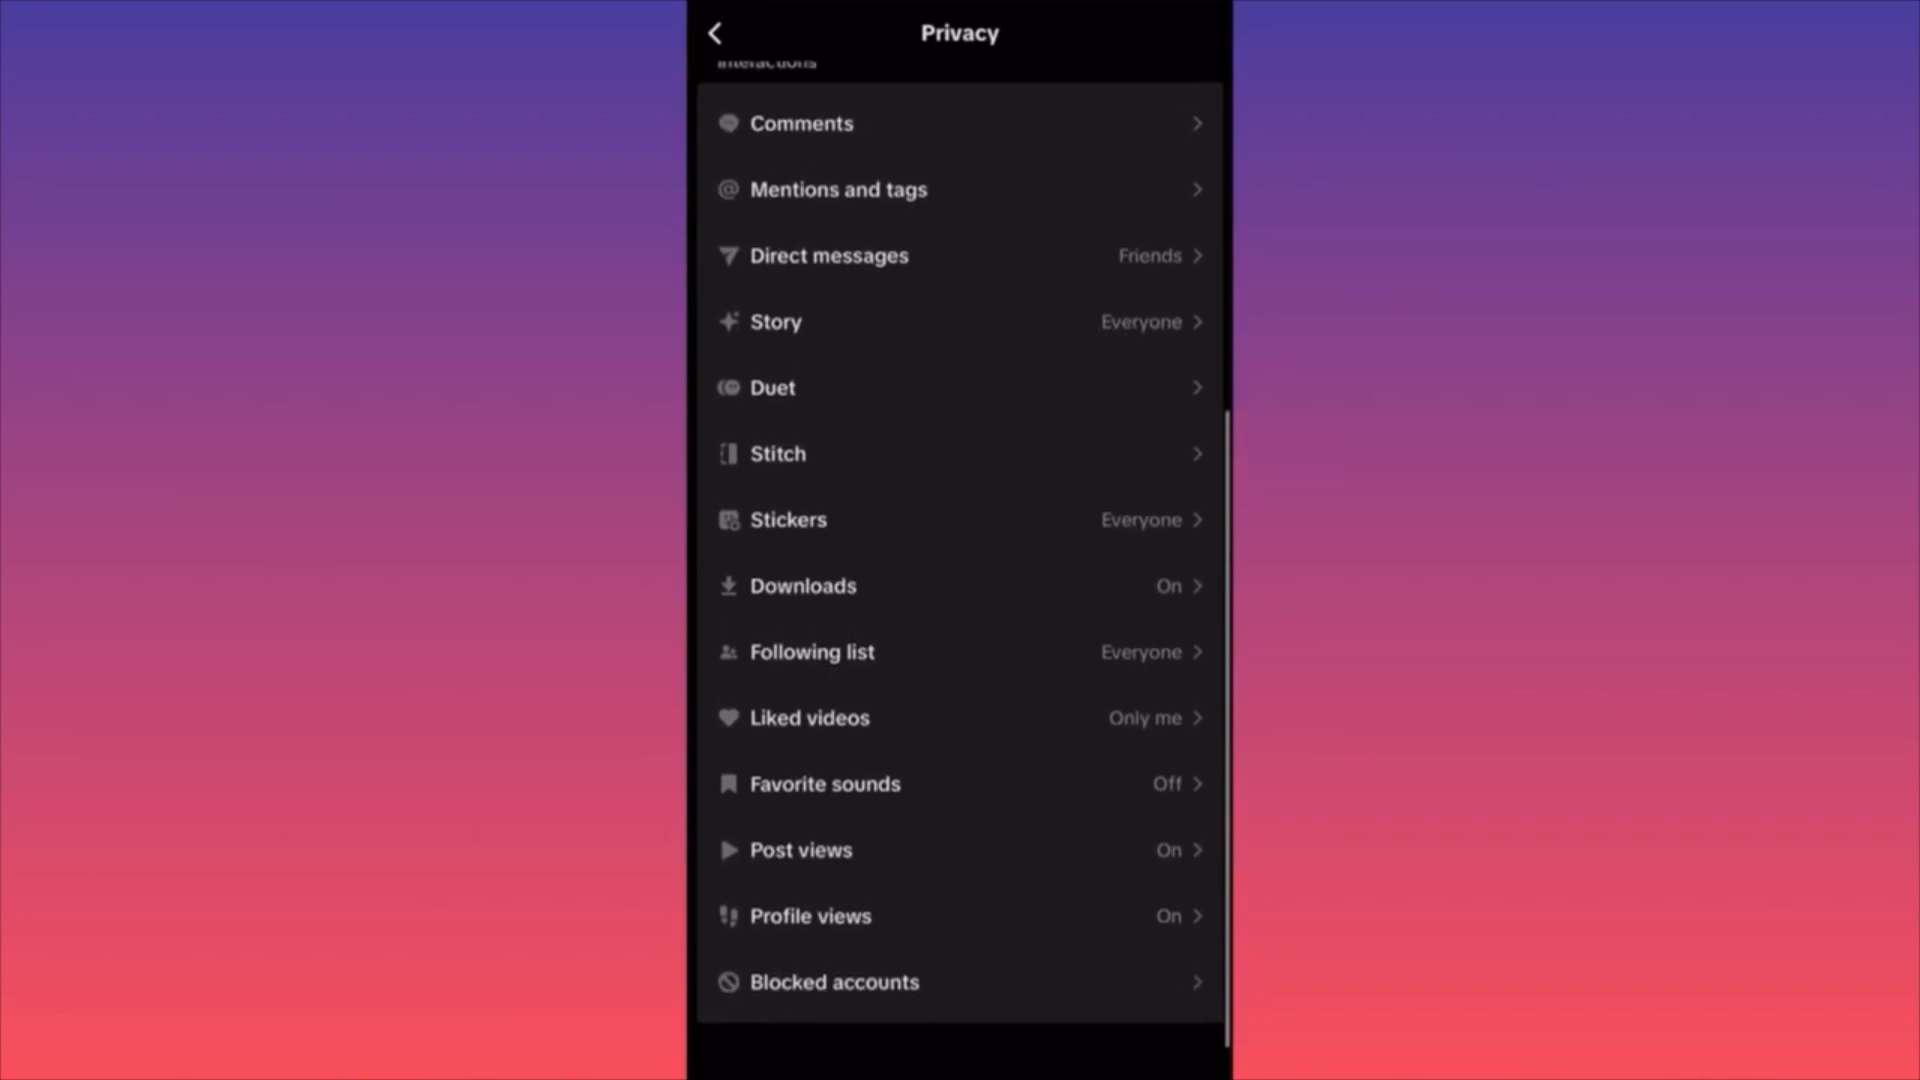 Privacy
Interactions
Comments
Mentions and tags
Direct messages Friends
Story Everyone
Duet
Stitch
Stickers Everyone
Downloads On
Following list Everyone
Liked videos Only me
Favorite sounds Off
Post views On
Profile views On
Blocked accounts